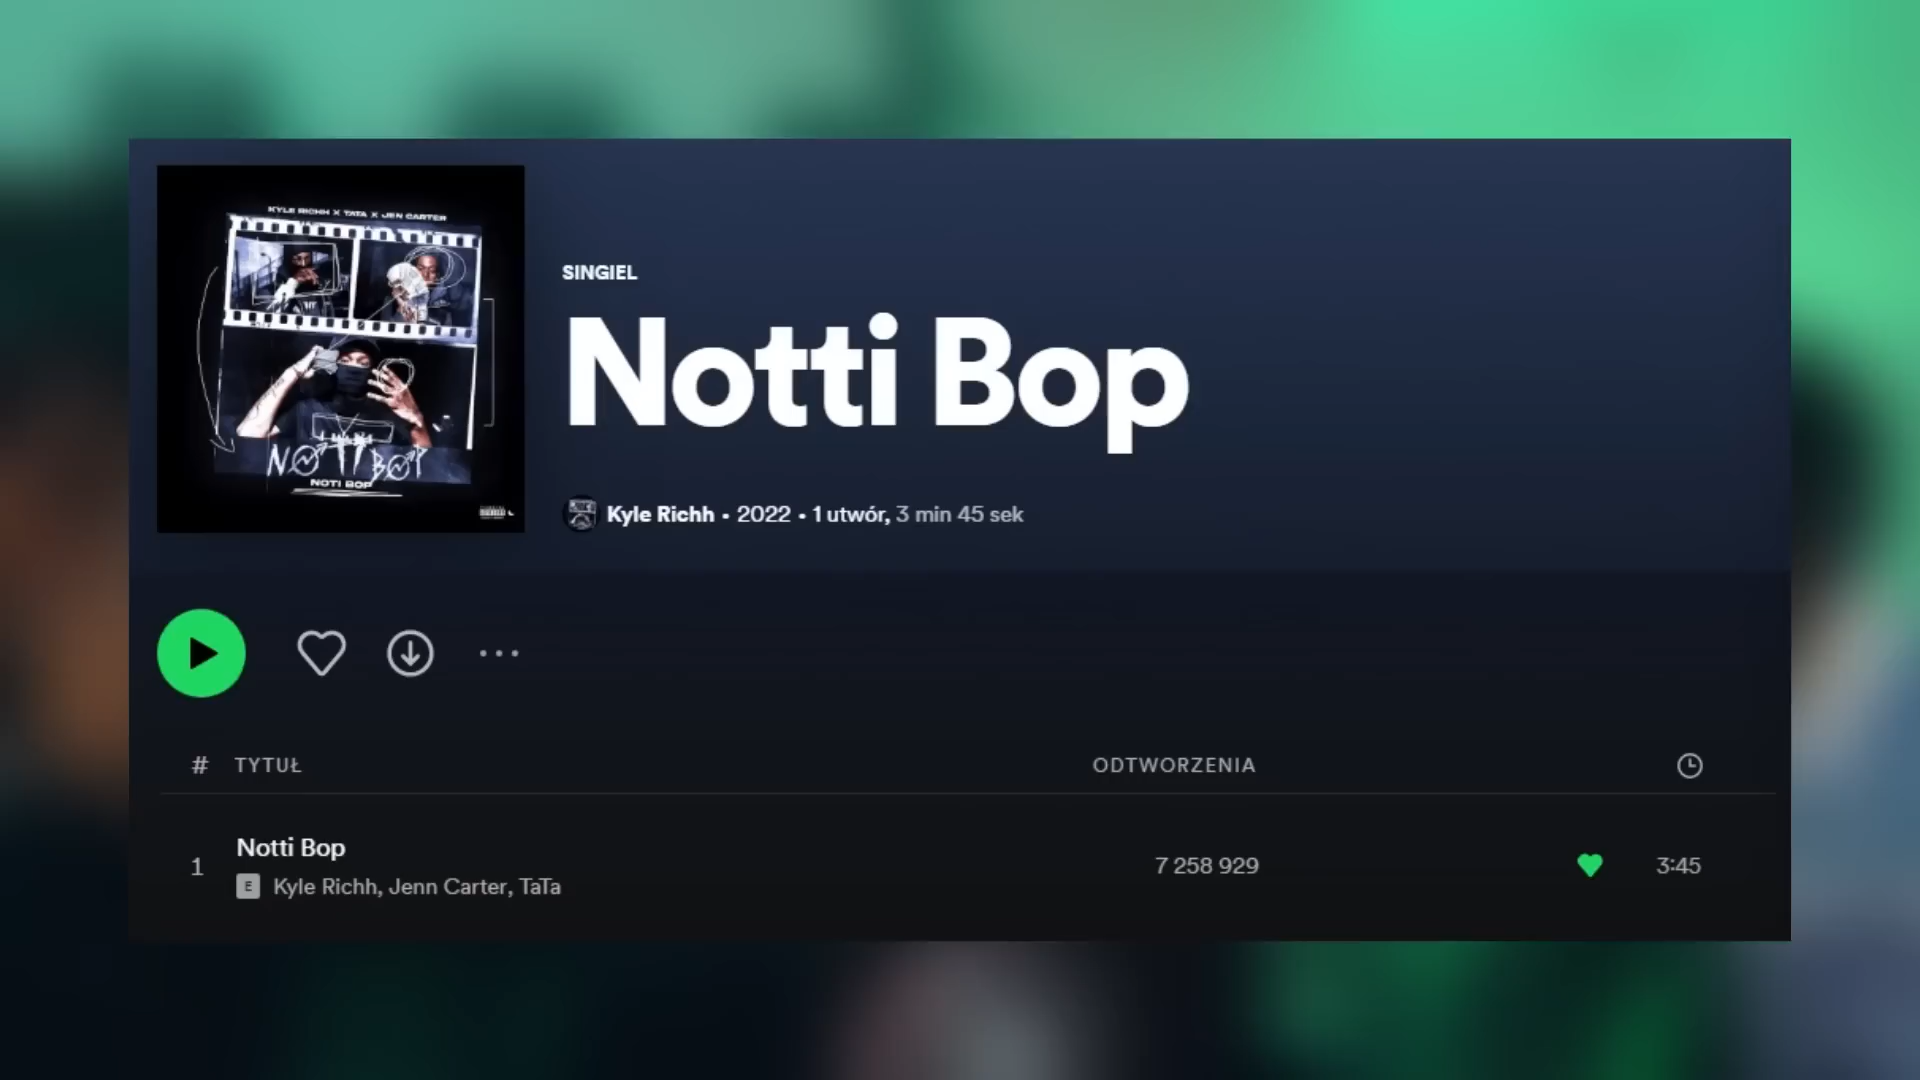 KYLE RICHH X TATA X JEN CARTER
NOTTI BOP
NOTI BOP
SINGIEL
Notti Bop
Kyle Richh • 2022 • 1 utwór, 3 min 45 sek
# TYTUŁ ODTWORZENIA
1 Notti Bop 7 258 929 3:45
E Kyle Richh, Jenn Carter, TaTa